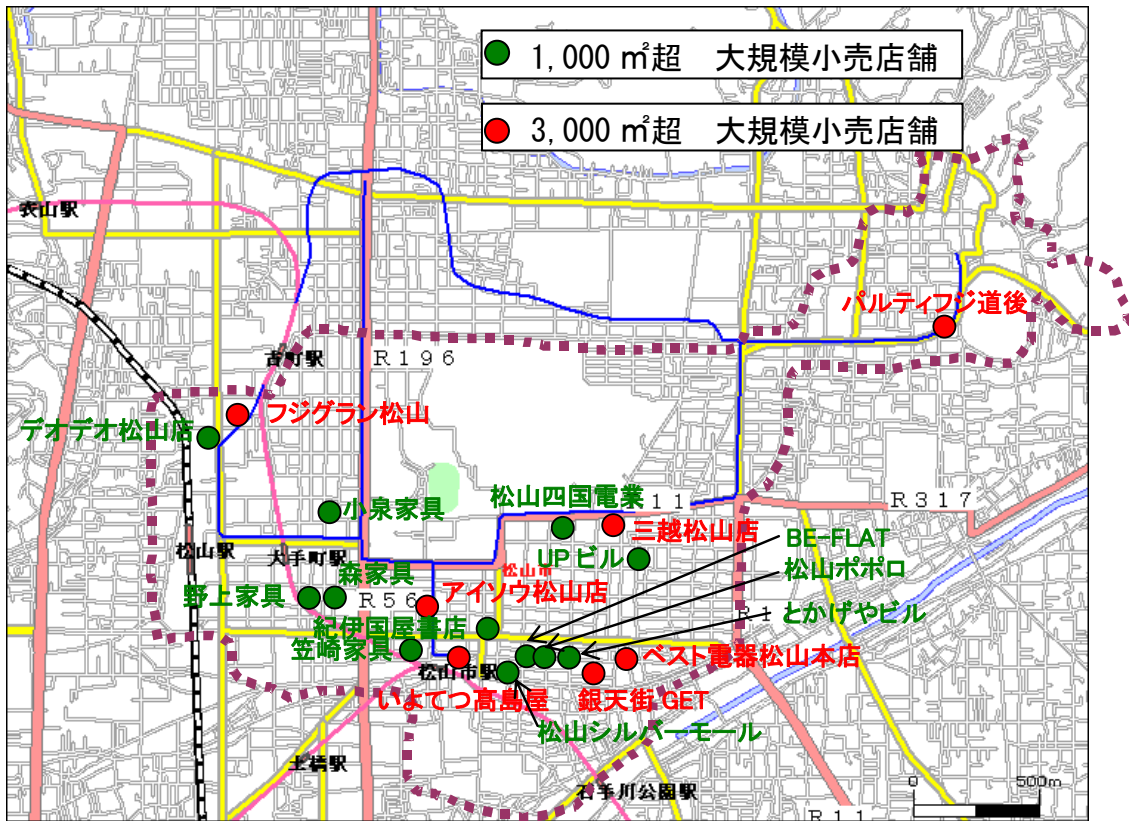 1,000 ㎡超 大規模小売店舗
3,000 ㎡超 大規模小売店舗
衣山駅
パルティフジ道後
古町駅
R196
フジグラン松山
デオデオ松山店
小泉家具
松山四国電業
11
R317
三越松山店
BE-FLAT
松山駅
大手町駅
UPビル
松山市
松山ポポロ
森家具
野上家具
R56
アイソウ松山店
とかげやビル
R1
紀伊国屋書店
笠崎家具
松山市駅
ベスト電器松山本店
いよてつ高島屋
銀天街 GET
松山シルバーモール
土橋駅
石手川公園駅
0
500m
R11